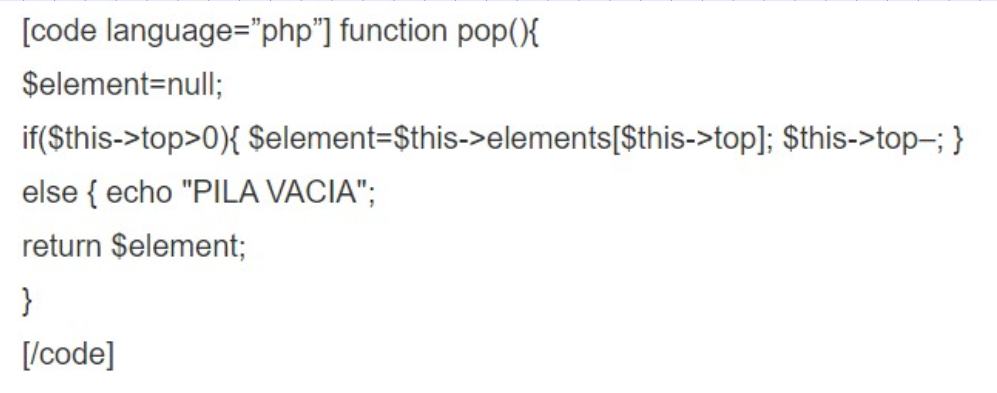 [code language=”php”] function pop(){
$element=null;
if($this->top>0){ $element=$this->elements[$this->top]; $this->top–; }
else { echo "PILA VACIA";
return $element;
}
[/code]